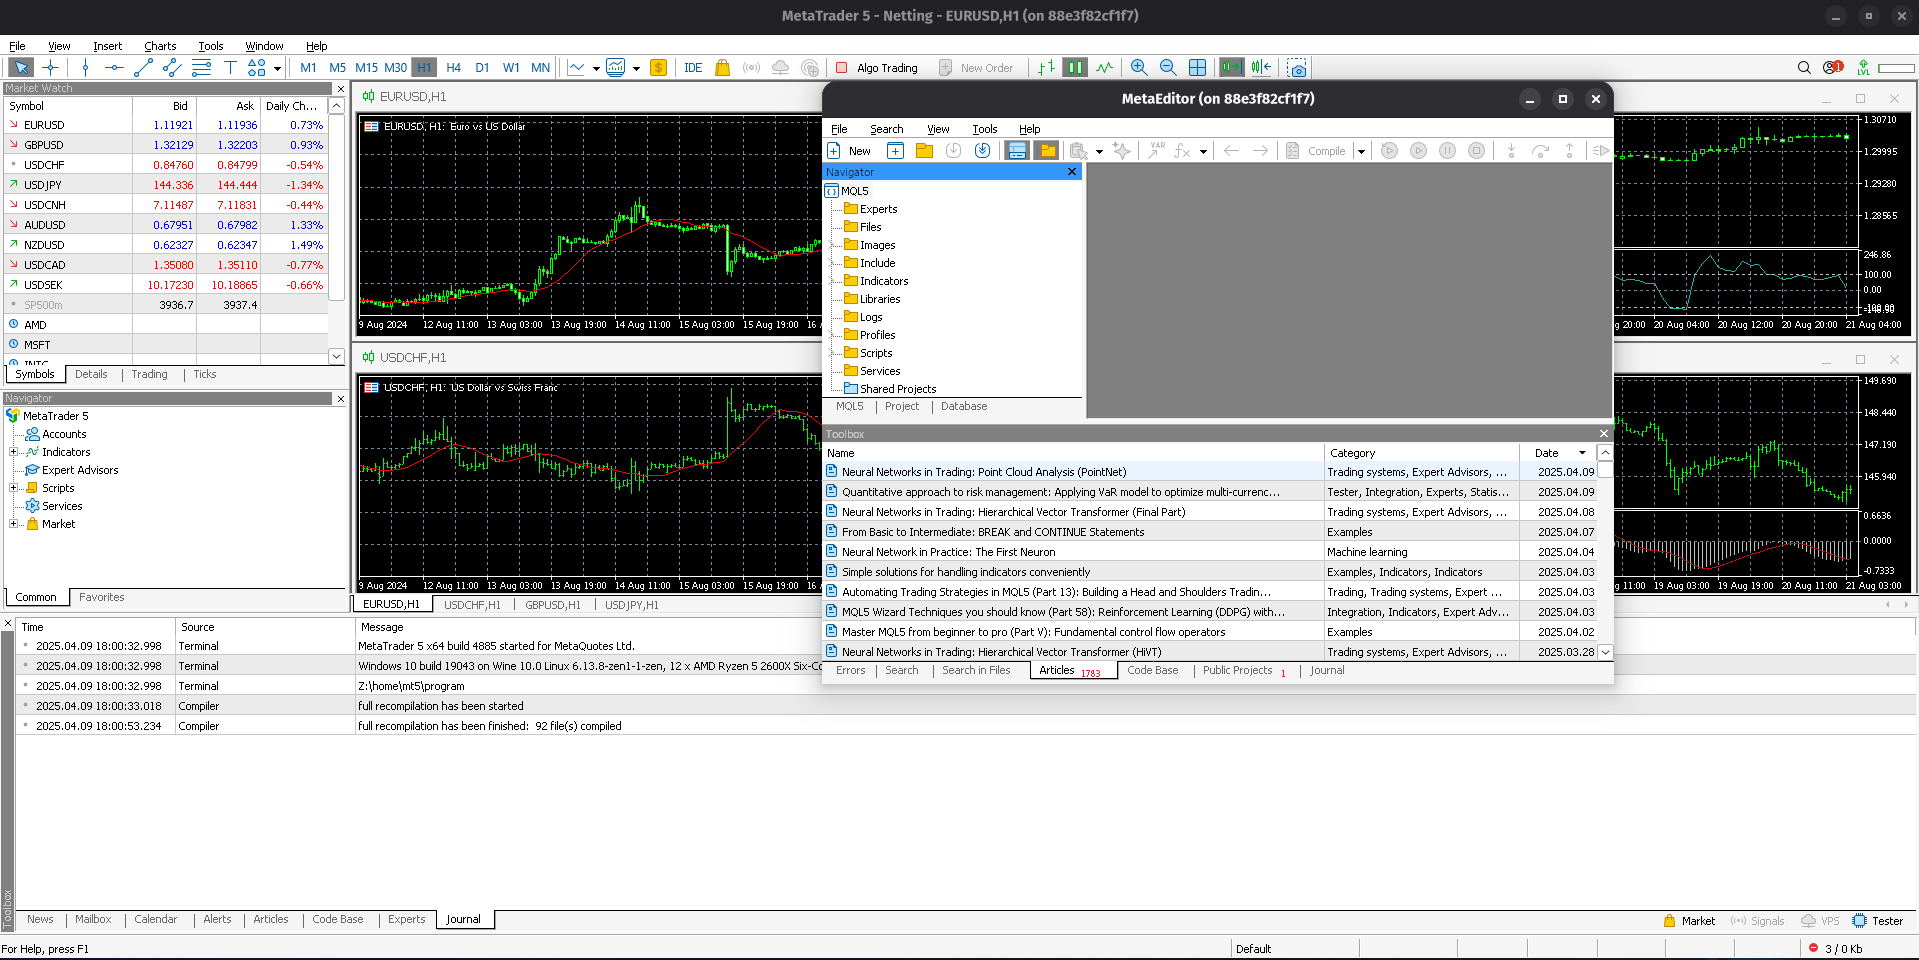 MetaTrader 5 - Netting - EURUSD,H1 (on 88e3f82cf1f7)
File View Insert Charts Tools Window Help
M1 M5 M15 M30 H1 H4 D1 W1 MN IDE Algo Trading New Order
Market Watch
Symbol Bid Ask Daily Ch...
EURUSD 1.11921 1.11936 0.73%
GBPUSD 1.32129 1.32203 0.93%
USDCHF 0.84760 0.84799 -0.54%
USDJPY 144.336 144.444 -1.34%
USDCNH 7.11487 7.11831 -0.44%
AUDUSD 0.67951 0.67982 1.33%
NZDUSD 0.62327 0.62347 1.49%
USDCAD 1.35080 1.35110 -0.77%
USDSEK 10.17230 10.18865 -0.66%
SP500m 3936.7 3937.4
AMD
MSFT
INTC
Symbols Details Trading Ticks
Navigator
MetaTrader 5
Accounts
Indicators
Expert Advisors
Scripts
Services
Market
Common Favorites
EURUSD,H1
EURUSD, H1: Euro vs US Dollar
9 Aug 2024 12 Aug 11:00 13 Aug 03:00 13 Aug 19:00 14 Aug 11:00 15 Aug 03:00 15 Aug 19:00 16 A
USDCHF,H1
USDCHF, H1: US Dollar vs Swiss Franc
9 Aug 2024 12 Aug 11:00 13 Aug 03:00 13 Aug 19:00 14 Aug 11:00 15 Aug 03:00 15 Aug 19:00 16 A
EURUSD,H1 USDCHF,H1 GBPUSD,H1 USDJPY,H1
MetaEditor (on 88e3f82cf1f7)
File Search View Tools Help
New VAR Compile
Navigator
MQL5
Experts
Files
Images
Include
Indicators
Libraries
Logs
Profiles
Scripts
Services
Shared Projects
MQL5 Project Database
Toolbox
Name Category Date
Neural Networks in Trading: Point Cloud Analysis (PointNet) Trading systems, Expert Advisors, ... 2025.04.09
Quantitative approach to risk management: Applying VaR model to optimize multi-currenc... Tester, Integration, Experts, Statis... 2025.04.09
Neural Networks in Trading: Hierarchical Vector Transformer (Final Part) Trading systems, Expert Advisors, ... 2025.04.08
From Basic to Intermediate: BREAK and CONTINUE Statements Examples 2025.04.07
Neural Network in Practice: The First Neuron Machine learning 2025.04.04
Simple solutions for handling indicators conveniently Examples, Indicators, Indicators 2025.04.03
Automating Trading Strategies in MQL5 (Part 13): Building a Head and Shoulders Tradin... Trading, Trading systems, Expert ... 2025.04.03
MQL5 Wizard Techniques you should know (Part 58): Reinforcement Learning (DDPG) with... Integration, Indicators, Expert Adv... 2025.04.03
Master MQL5 from beginner to pro (Part V): Fundamental control flow operators Examples 2025.04.02
Neural Networks in Trading: Hierarchical Vector Transformer (HiVT) Trading systems, Expert Advisors, ... 2025.03.28
Errors Search Search in Files Articles 1783 Code Base Public Projects 1 Journal
1.30710
1.29995
1.29280
1.28565
246.86
100.00
0.00
-100.00
g 20:00 20 Aug 04:00 20 Aug 12:00 20 Aug 20:00 21 Aug 04:00
149.690
148.440
147.190
145.940
0.6636
0.0000
-0.7333
g 11:00 19 Aug 03:00 19 Aug 19:00 20 Aug 11:00 21 Aug 03:00
Time Source Message
2025.04.09 18:00:32.998 Terminal MetaTrader 5 x64 build 4885 started for MetaQuotes Ltd.
2025.04.09 18:00:32.998 Terminal Windows 10 build 19043 on Wine 10.0 Linux 6.13.8-zen1-1-zen, 12 x AMD Ryzen 5 2600X Six-Co
2025.04.09 18:00:32.998 Terminal Z:\home\mt5\program
2025.04.09 18:00:33.018 Compiler full recompilation has been started
2025.04.09 18:00:53.234 Compiler full recompilation has been finished: 92 file(s) compiled
Toolbox
News Mailbox Calendar Alerts Articles Code Base Experts Journal
Market Signals VPS Tester
For Help, press F1 Default 3 / 0 Kb